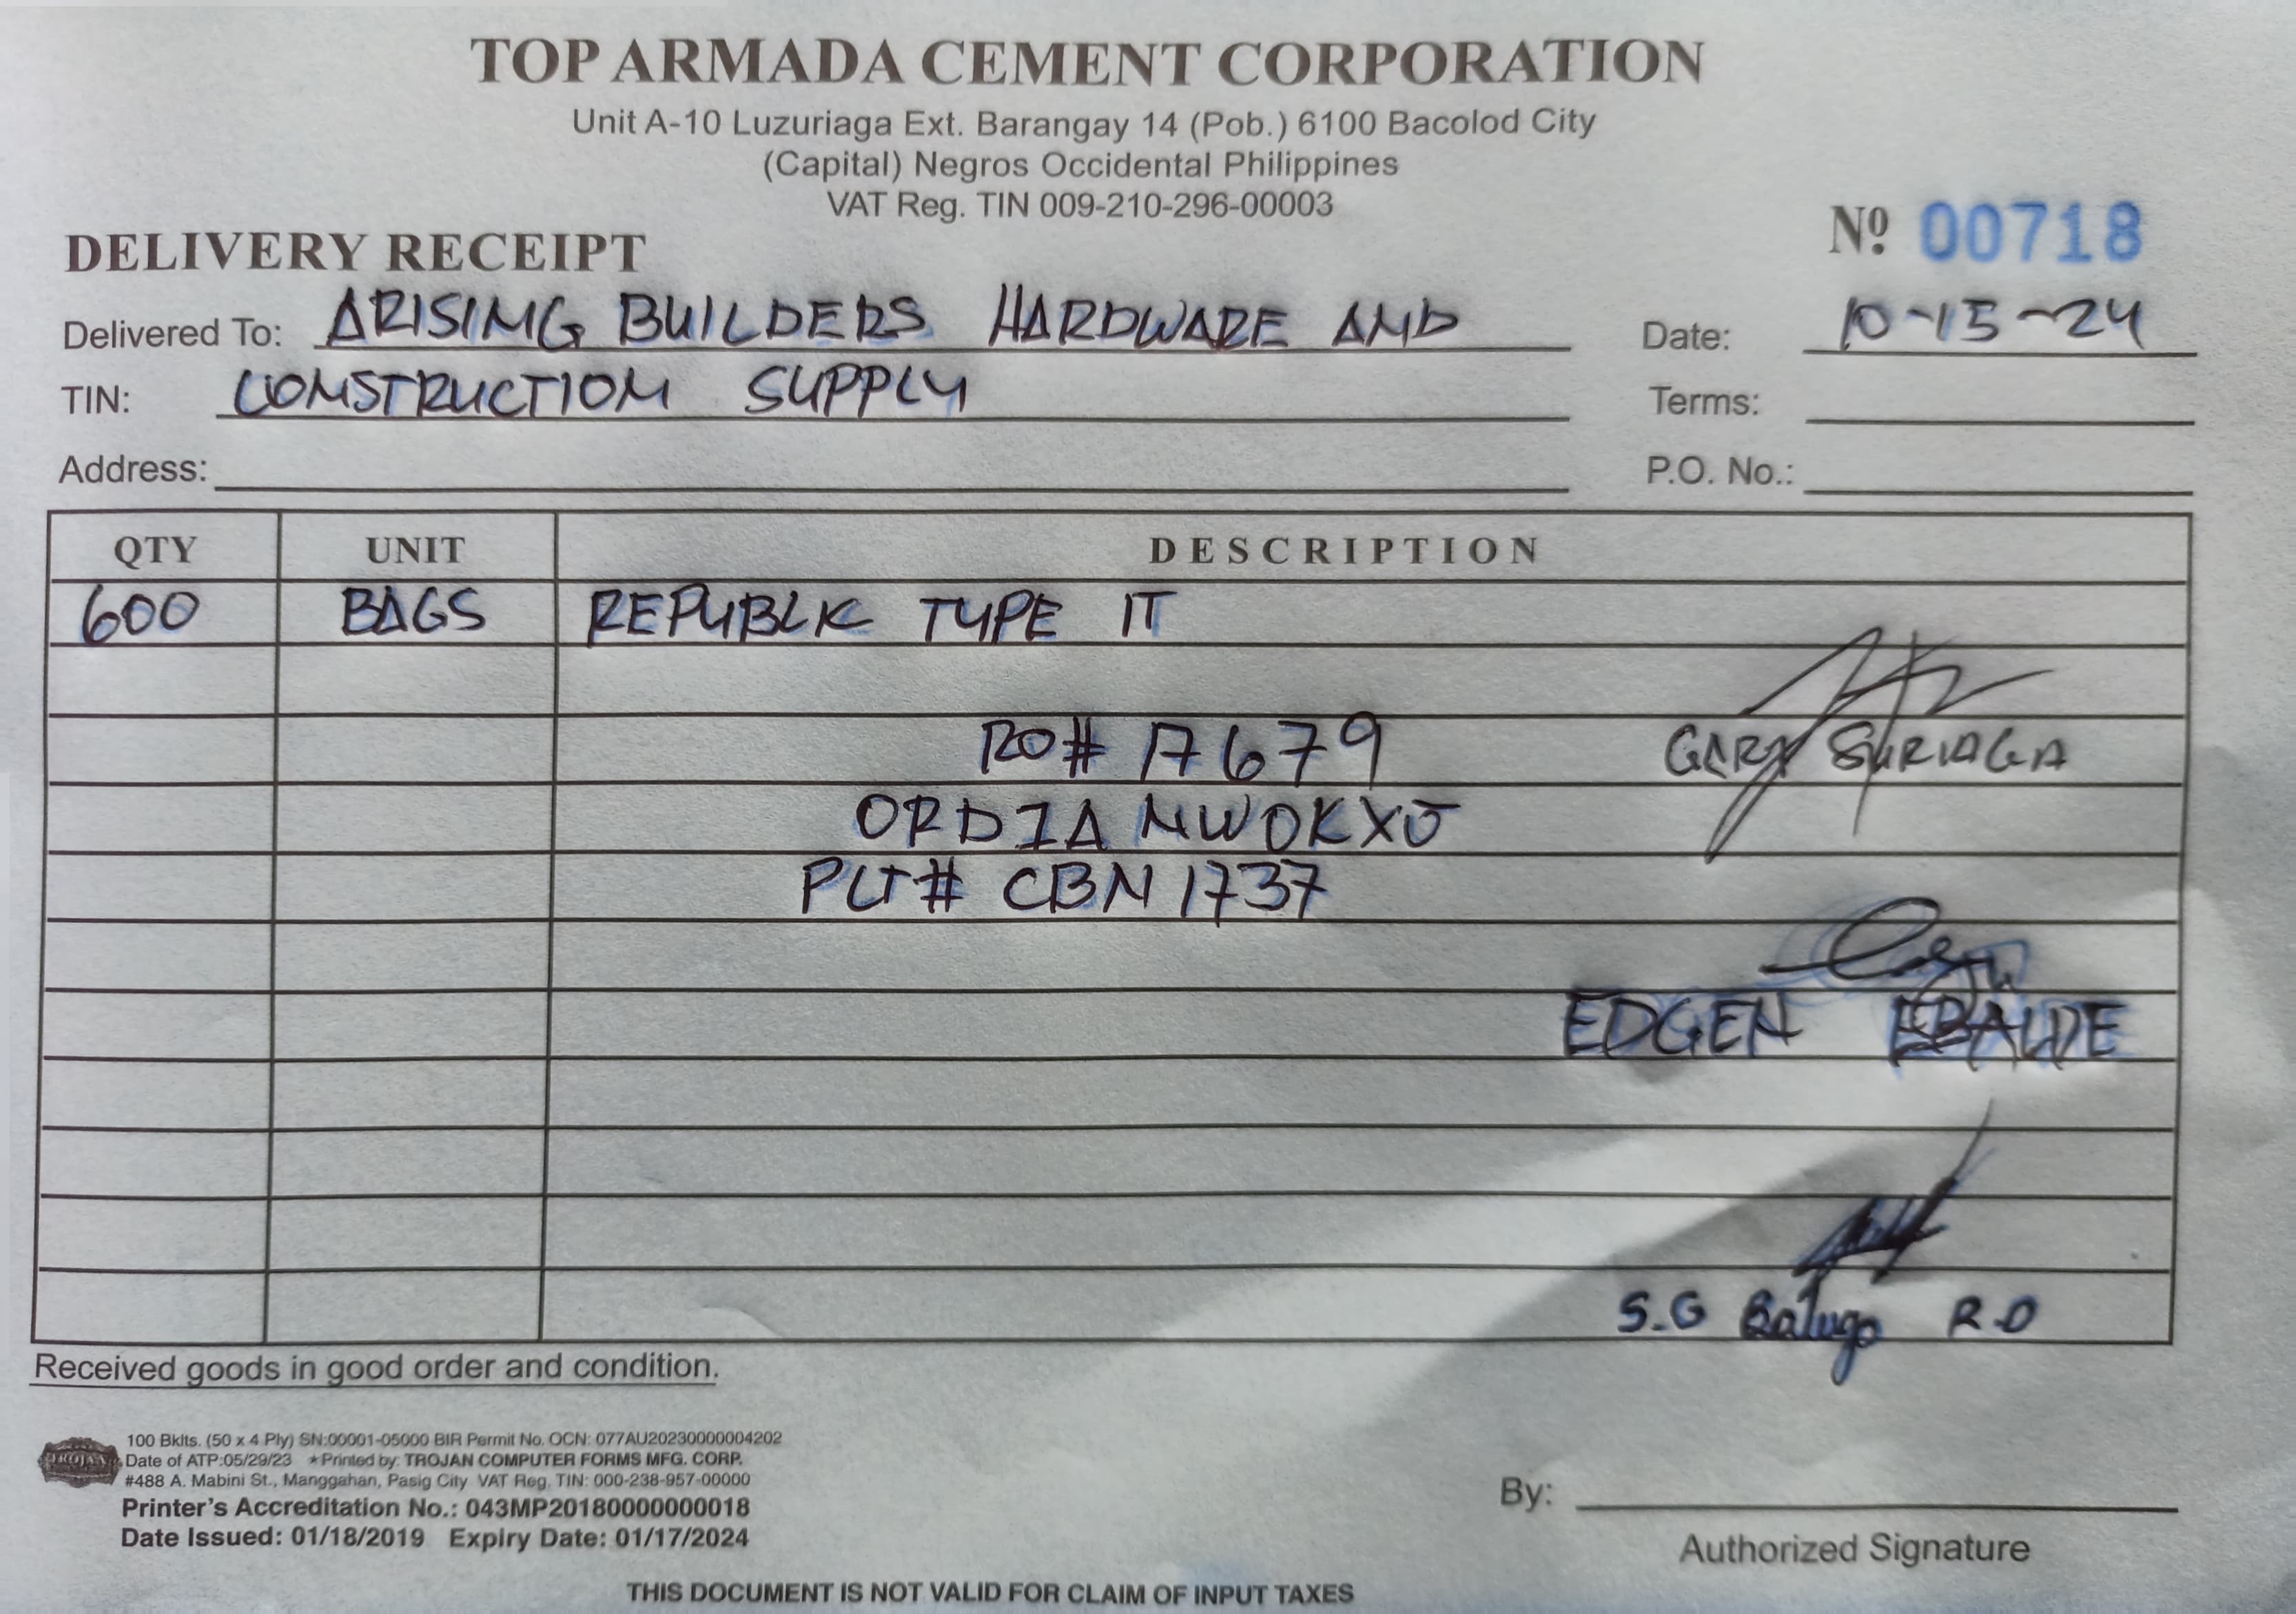 TOP ARMADA CEMENT CORPORATION
Unit A-10 Luzuriaga Ext. Barangay 14 (Pob.) 6100 Bacolod City
(Capital) Negros Occidental Philippines
VAT Reg. TIN 009-210-296-00003
Nº 00718
DELIVERY RECEIPT
Delivered To: ARISING BUILDERS HARDWARE AND Date: 10-15-24
TIN: CONSTRUCTION SUPPLY Terms:
Address: P.O. No.:
QTY UNIT DESCRIPTION
600 BAGS REPUBLIC TYPE IT
RO# 17679 GARY SURIAGA
PLT# CBN 1737
EDGEN EBALDE
S.G R.D
Received goods in good order and condition.
TROJAN
100 Bklts. (50 x 4 Ply) SN:00001-05000 BIR Permit No. OCN: 077AU20230000004202
Date of ATP:05/29/23 ★Printed by: TROJAN COMPUTER FORMS MFG. CORP.
#488 A. Mabini St., Manggahan, Pasig City VAT Reg. TIN: 000-238-957-00000
Printer's Accreditation No.: 043MP20180000000018
Date Issued: 01/18/2019 Expiry Date: 01/17/2024
By:
Authorized Signature
THIS DOCUMENT IS NOT VALID FOR CLAIM OF INPUT TAXES